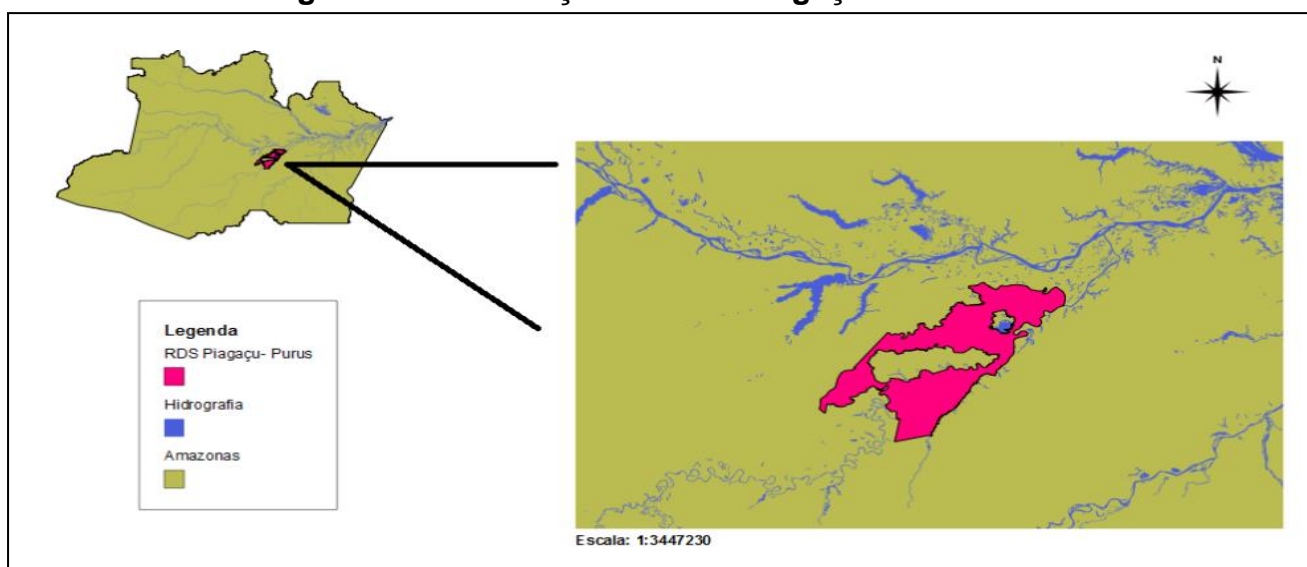 N
Legenda
RDS Piagaçu- Purus
Hidrografia
Amazonas
Escala: 1:3447230